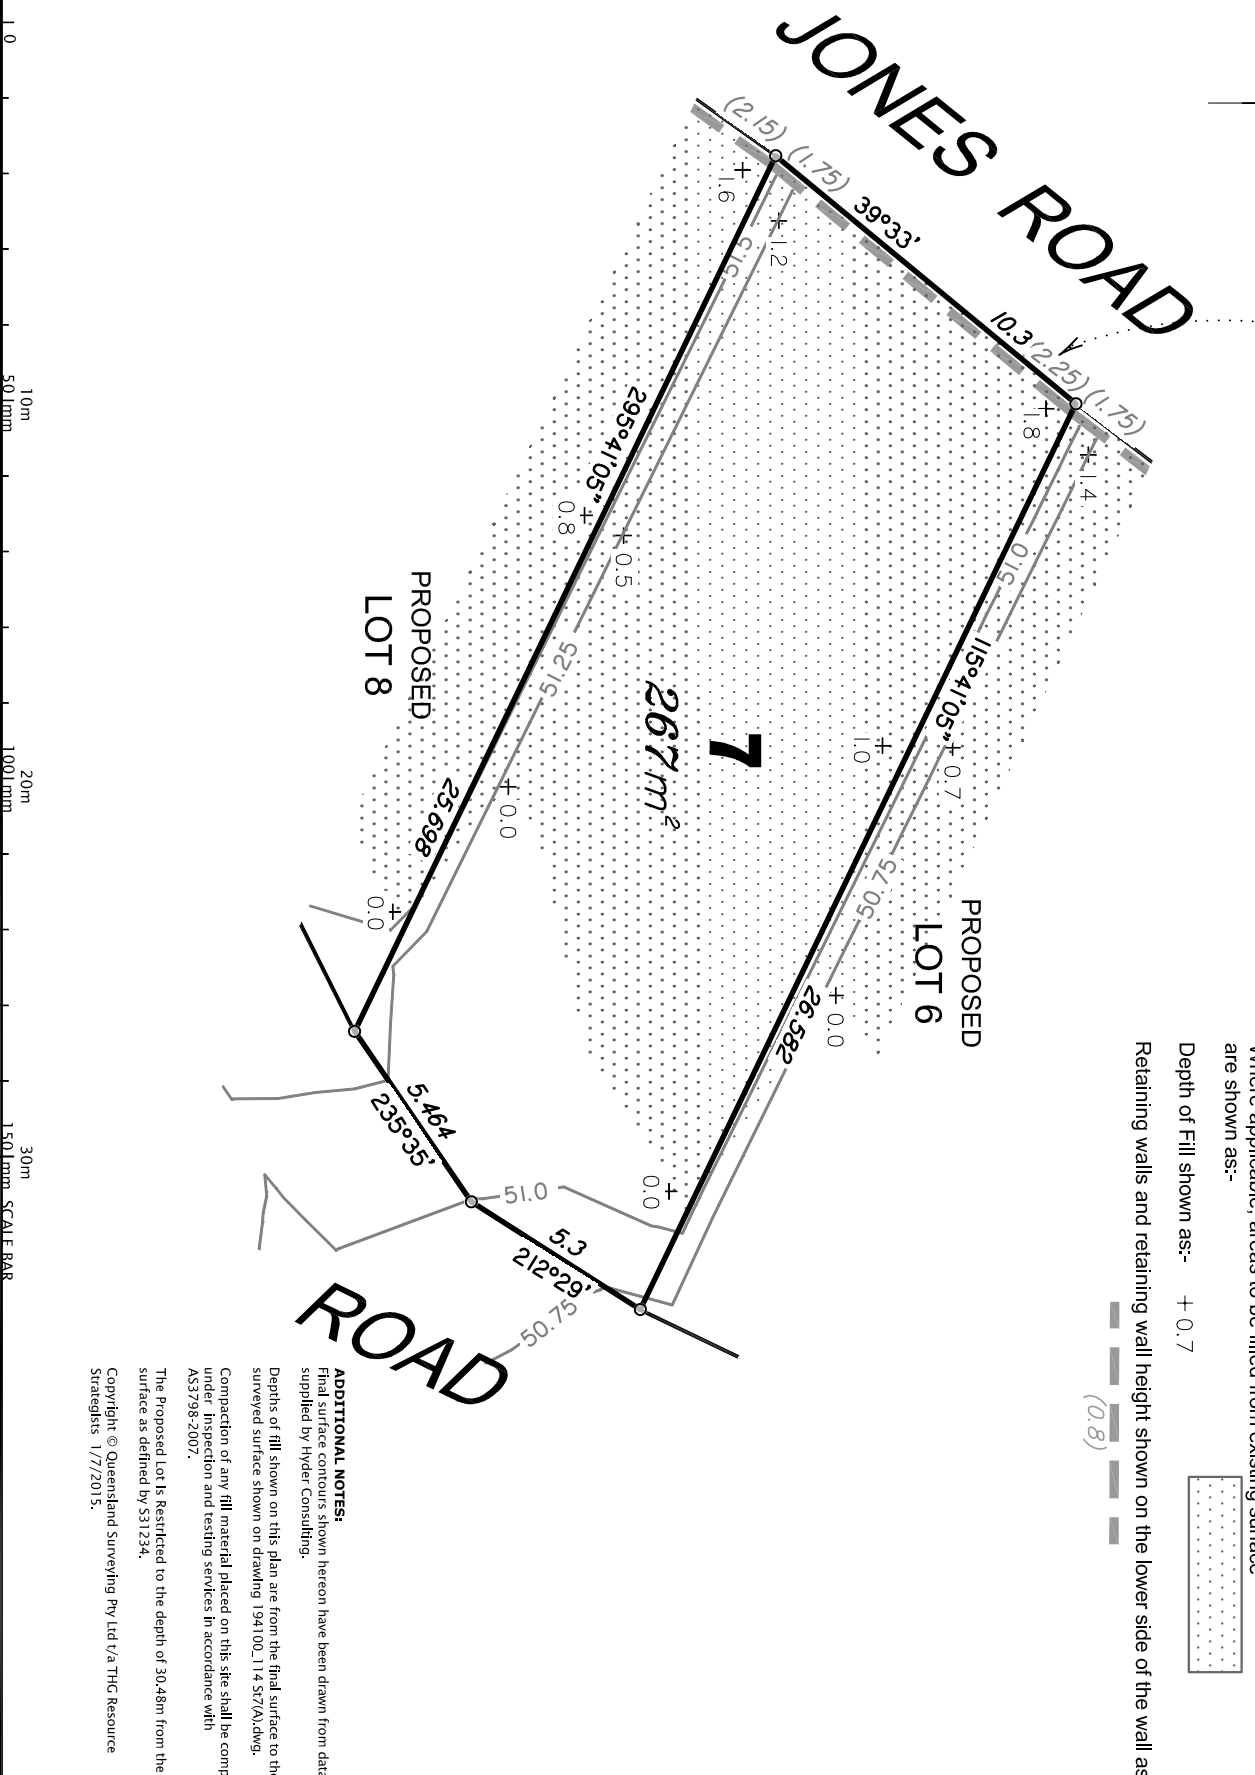 JONES ROAD
(2.15)
(1.75)
39°33'
10.3
(2.25)
(1.75)
1.6
1.2
51.5
1.8
1.4
295°41'05"
0.8
0.5
51.0
115°41'05"
PROPOSED
LOT 8
51.25
7
267m²
1.0
0.7
25.698
0.0
50.75
PROPOSED
LOT 6
0.0
26.582
0.0
5.464
235°35'
51.0
0.0
5.3
212°29'
50.75
ROAD
0
10m
50mm
20m
100mm
30m
150mm SCALE BAR
are shown as:-
Depth of Fill shown as:- +0.7
Retaining walls and retaining wall height shown on the lower side of the wall as
(0.8)
ADDITIONAL NOTES:
Final surface contours shown hereon have been drawn from data
supplied by Hyder Consulting.
Depths of fill shown on this plan are from the final surface to the
surveyed surface shown on drawing 194100_114 St7(A).dwg.
Compaction of any fill material placed on this site shall be comp
under inspection and testing services in accordance with
AS3798-2007.
The Proposed Lot Is Restricted to the depth of 30.48m from the
surface as defined by S31234.
Copyright © Queensland Surveying Pty Ltd t/a THG Resource
Strategists 1/7/2015.